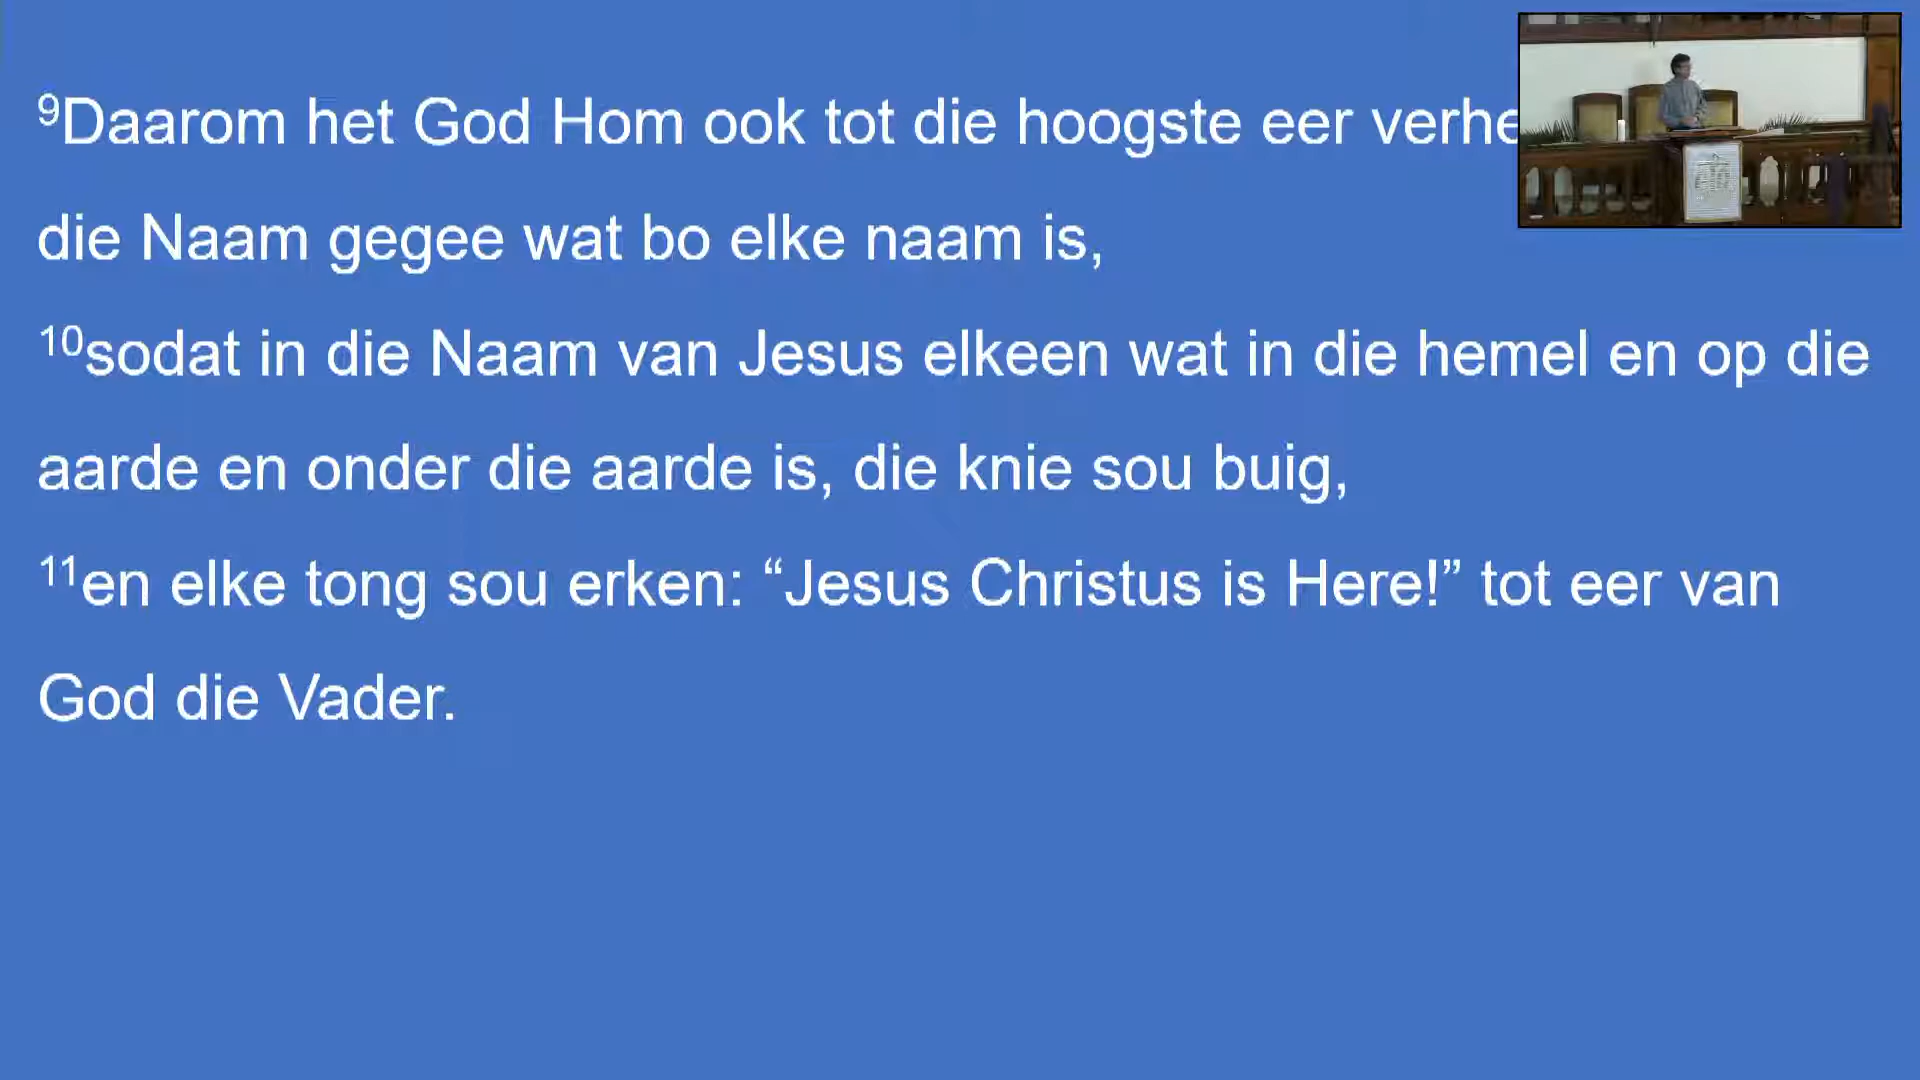 ⁹Daarom het God Hom ook tot die hoogste eer
die Naam gegee wat bo elke naam is,
¹⁰sodat in die Naam van Jesus elkeen wat in die hemel en op die
aarde en onder die aarde is, die knie sou buig,
¹¹en elke tong sou erken: “Jesus Christus is Here!” tot eer van
God die Vader.